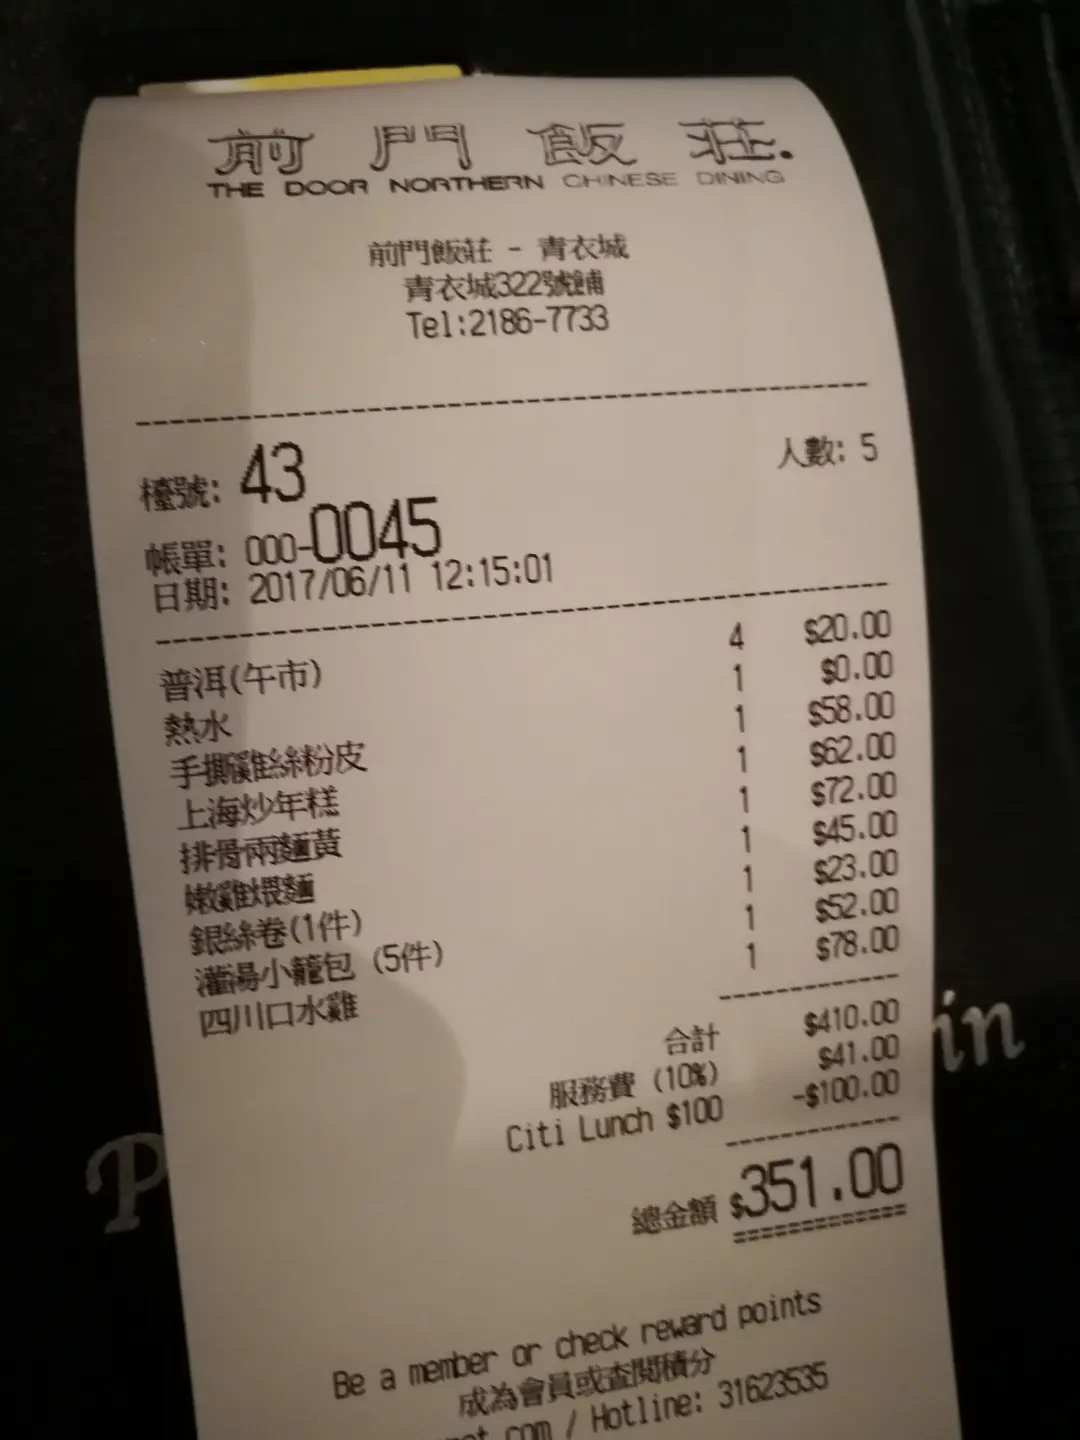 前門飯莊.
THE DOOR NORTHERN CHINESE DINING
前門飯莊 - 青衣城
青衣城322號舖
Tel:2186-7733
檯號: 43 人數: 5
帳單: 000-0045
日期: 2017/06/11 12:15:01
普洱(午市) 4 $20.00
熱水 1 $0.00
手撕雞絲粉皮 1 $58.00
上海炒年糕 1 $62.00
排骨兩麵黃 1 $72.00
嫩雞煨麵 1 $45.00
銀絲卷(1件) 1 $23.00
灌湯小籠包 (5件) 1 $52.00
四川口水雞 1 $78.00
合計 $410.00
服務費 (10%) $41.00
Citi Lunch $100 -$100.00
總金額 $351.00
Be a member or check reward points
成為會員或查閱積分
.com / Hotline: 31623535
P
in